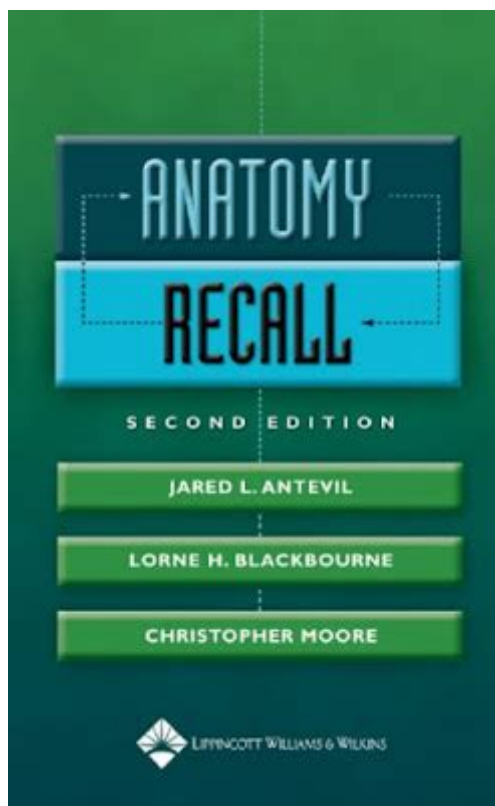 ANATOMY
RECALL
SECOND EDITION
JARED L. ANTEVIL
LORNE H. BLACKBOURNE
CHRISTOPHER MOORE
LIPPINCOTT WILLIAMS & WILKINS